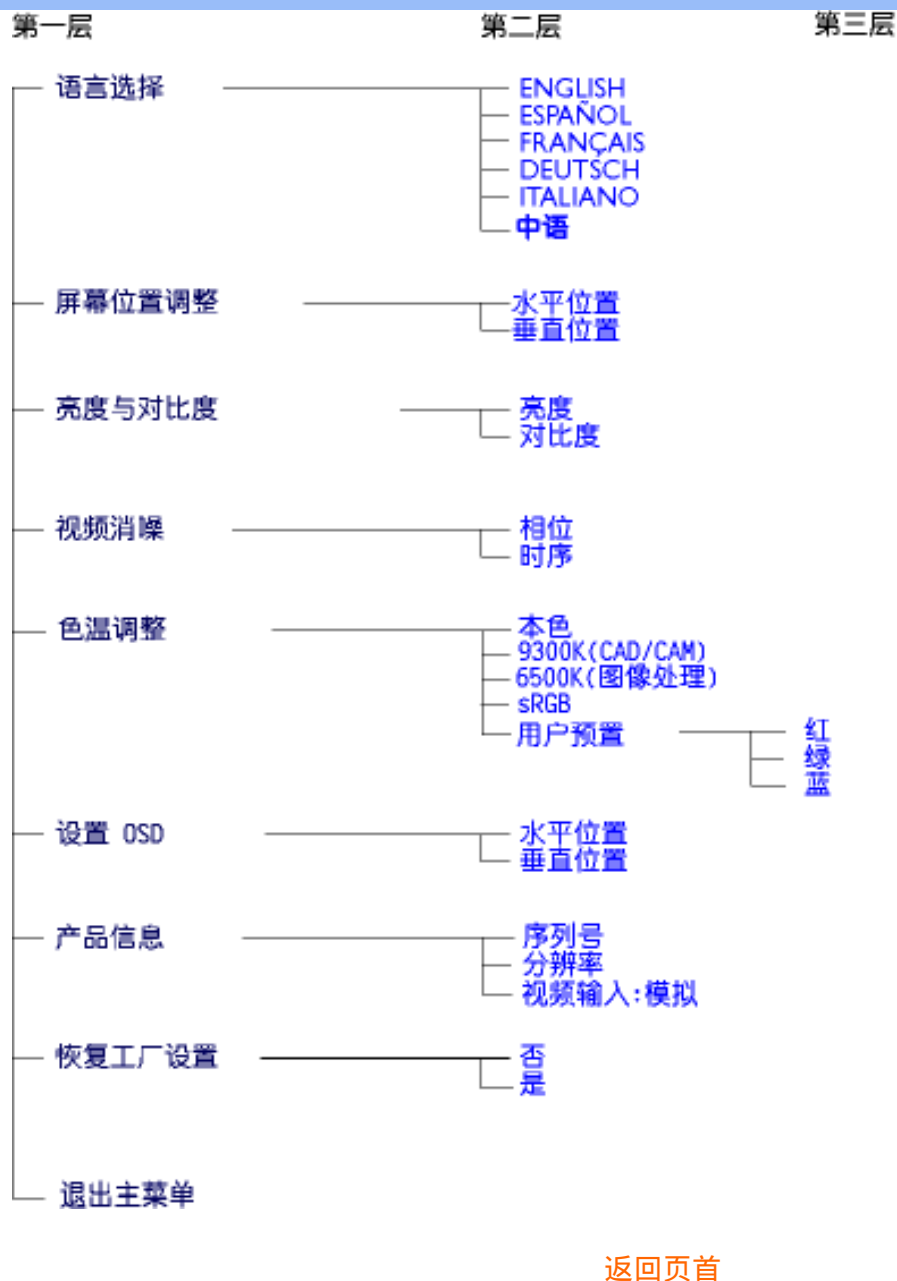 第一层 第二层 第三层
语言选择 ENGLISH
ESPAÑOL
FRANÇAIS
DEUTSCH
ITALIANO
中语
屏幕位置调整 水平位置
垂直位置
亮度与对比度 亮度
对比度
视频消噪 相位
时序
色温调整 本色
9300K(CAD/CAM)
6500K(图像处理)
sRGB
用户预置 红
绿
蓝
设置 OSD 水平位置
垂直位置
产品信息 序列号
分辨率
视频输入:模拟
恢复工厂设置 否
是
退出主菜单
返回页首